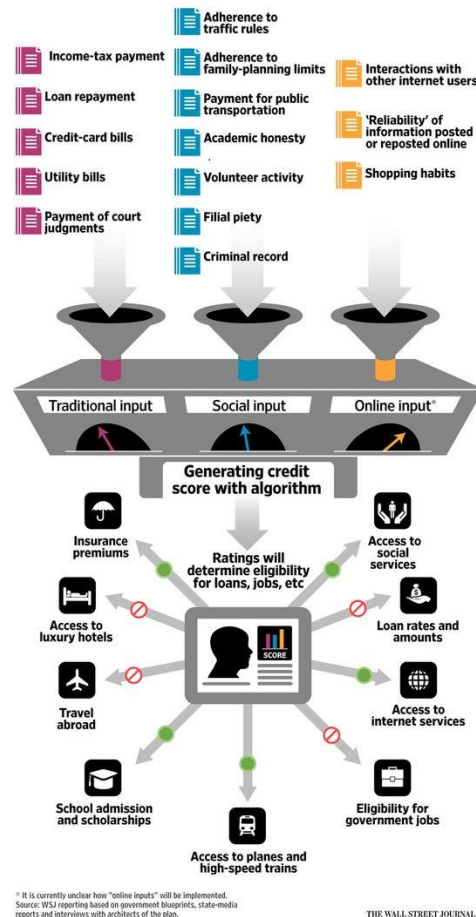 Income-tax payment
Loan repayment
Credit-card bills
Utility bills
Payment of court
judgments
Adherence to
traffic rules
Adherence to
family-planning limits
Payment for public
transportation
Academic honesty
Volunteer activity
Filial piety
Criminal record
Interactions with
other internet users
‘Reliability’ of
information posted
or reposted online
Shopping habits
Traditional input
Social input
Online input*
Generating credit
score with algorithm
Ratings will
determine eligibility
for loans, jobs, etc
Insurance
premiums
Access to
social
services
Access to
luxury hotels
SCORE
Loan rates and
amounts
Travel
abroad
Access to
internet services
School admission
and scholarships
Access to planes and
high-speed trains
Eligibility for
government jobs
* It is currently unclear how "online inputs" will be implemented.
Source: WSJ reporting based on government blueprints, state-media
reports and interviews with architects of the plan.
THE WALL STREET JOURNAL